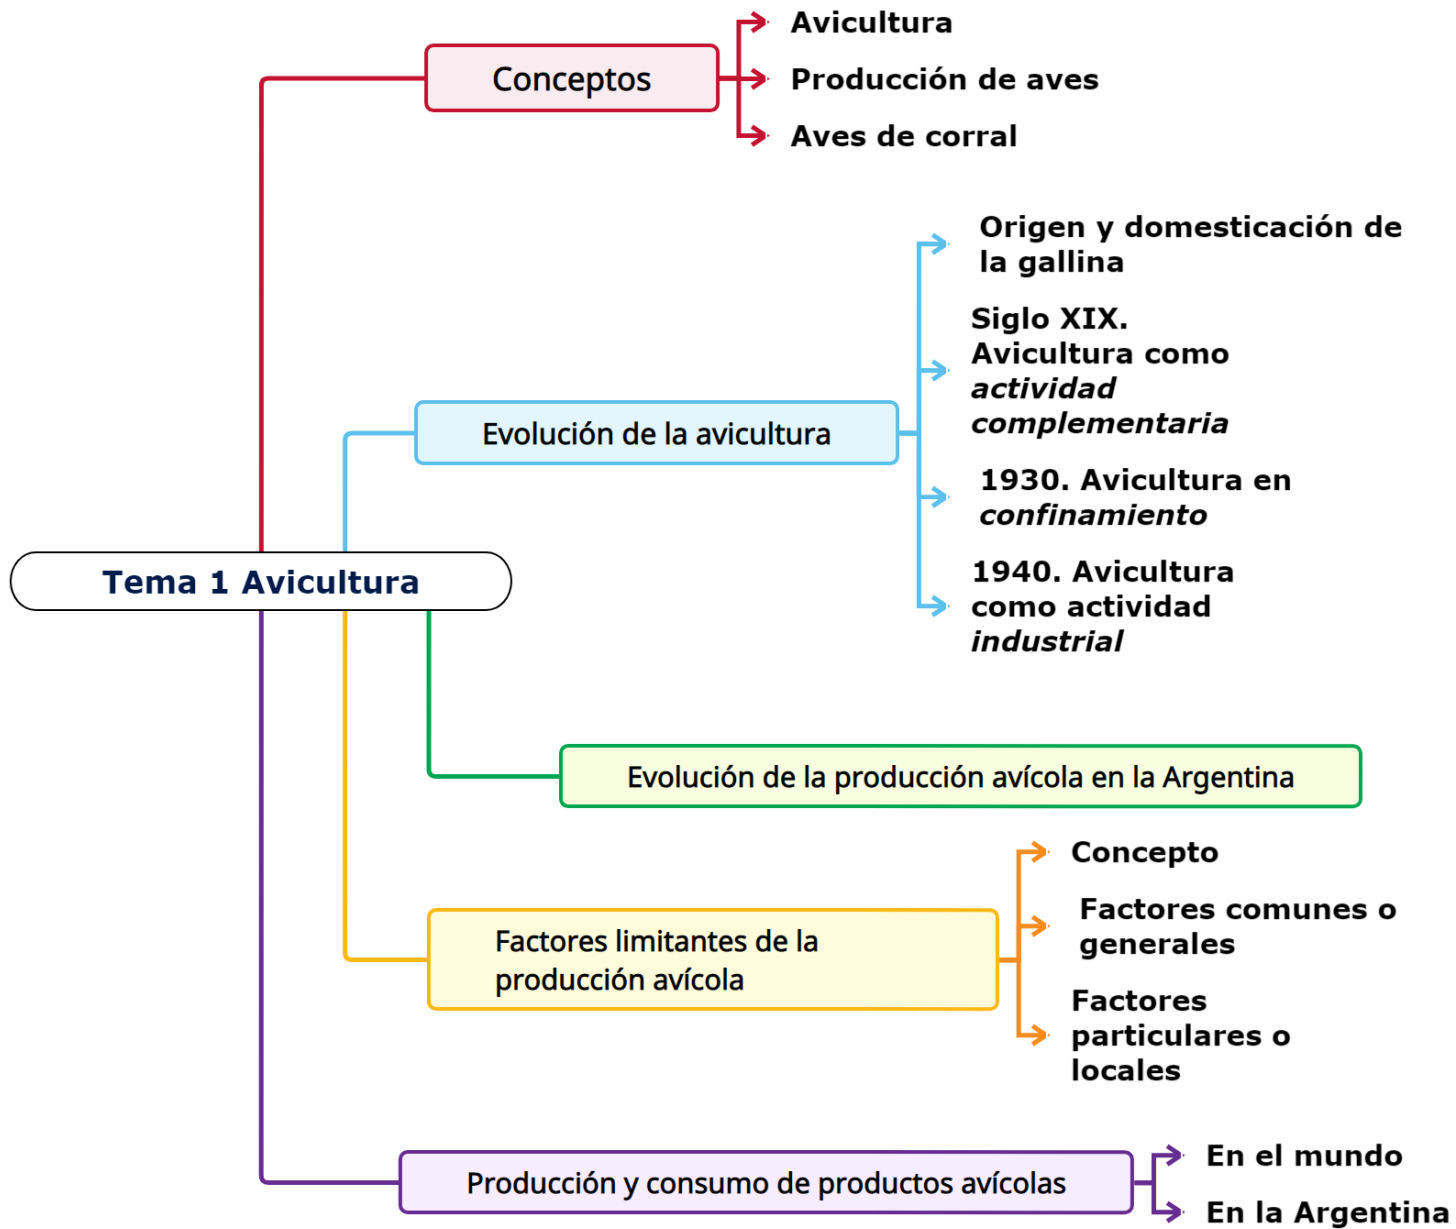 Conceptos
Avicultura
Producción de aves
Aves de corral
Evolución de la avicultura
Origen y domesticación de
la gallina
Siglo XIX.
Avicultura como
actividad
complementaria
1930. Avicultura en
confinamiento
1940. Avicultura
como actividad
industrial
Tema 1 Avicultura
Evolución de la producción avícola en la Argentina
Factores limitantes de la
producción avícola
Concepto
Factores comunes o
generales
Factores
particulares o
locales
Producción y consumo de productos avícolas
En el mundo
En la Argentina